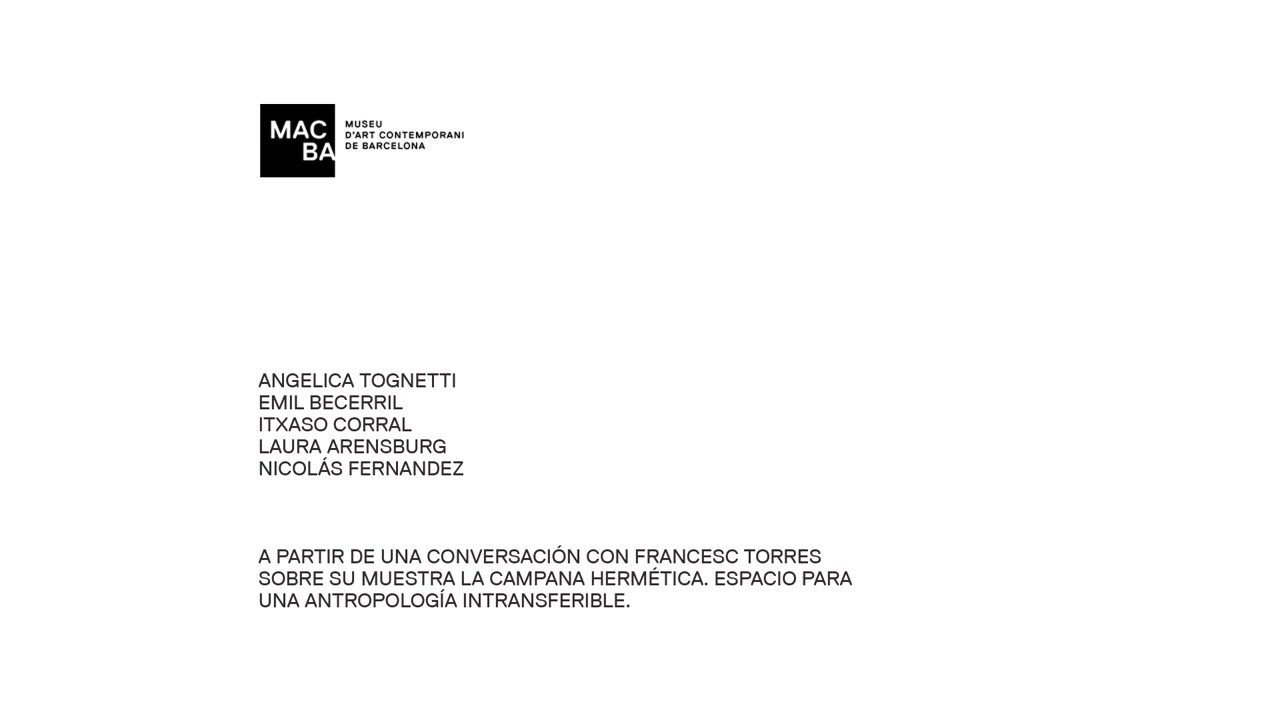 MAC
BA
MUSEU
D'ART CONTEMPORANI
DE BARCELONA
ANGELICA TOGNETTI
EMIL BECERRIL
ITXASO CORRAL
LAURA ARENSBURG
NICOLÁS FERNANDEZ
A PARTIR DE UNA CONVERSACIÓN CON FRANCESC TORRES
SOBRE SU MUESTRA LA CAMPANA HERMÉTICA. ESPACIO PARA
UNA ANTROPOLOGÍA INTRANSFERIBLE.